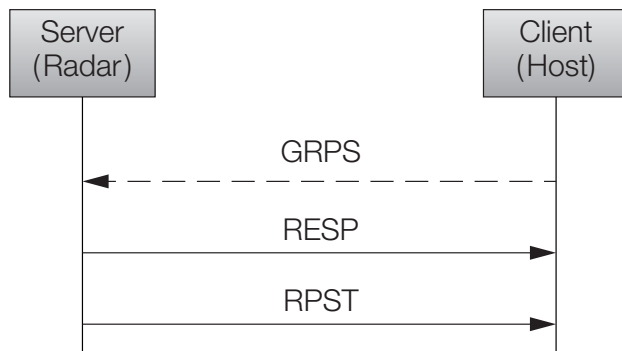 Server
(Radar)
Client
(Host)
GRPS
RESP
RPST